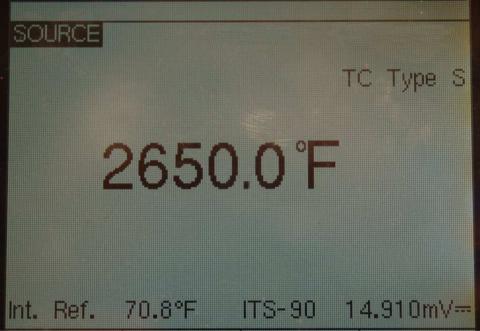 SOURCE
TC Type S
2650.0°F
Int. Ref. 70.8°F ITS-90 14.910mV⎓